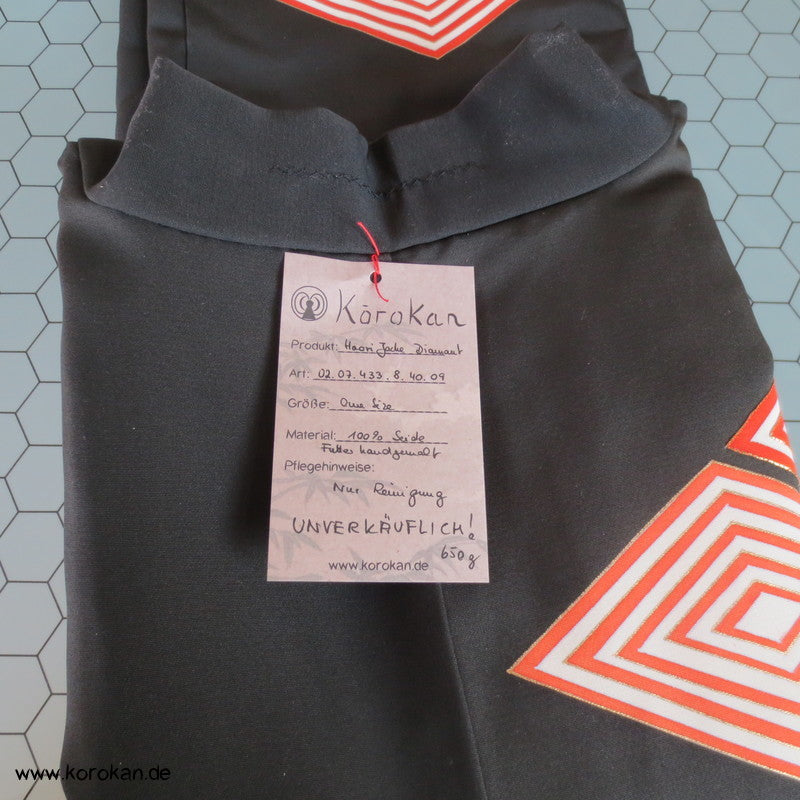 KōroKan
Produkt: Haori Jacke Diamant
Art: 02.07.433.8.40.09
Größe: One Size
Material: 100% Seide
Futter handgemalt
Pflegehinweise:
Nur Reinigung
UNVERKÄUFLICH!
650g
www.korokan.de
www.korokan.de